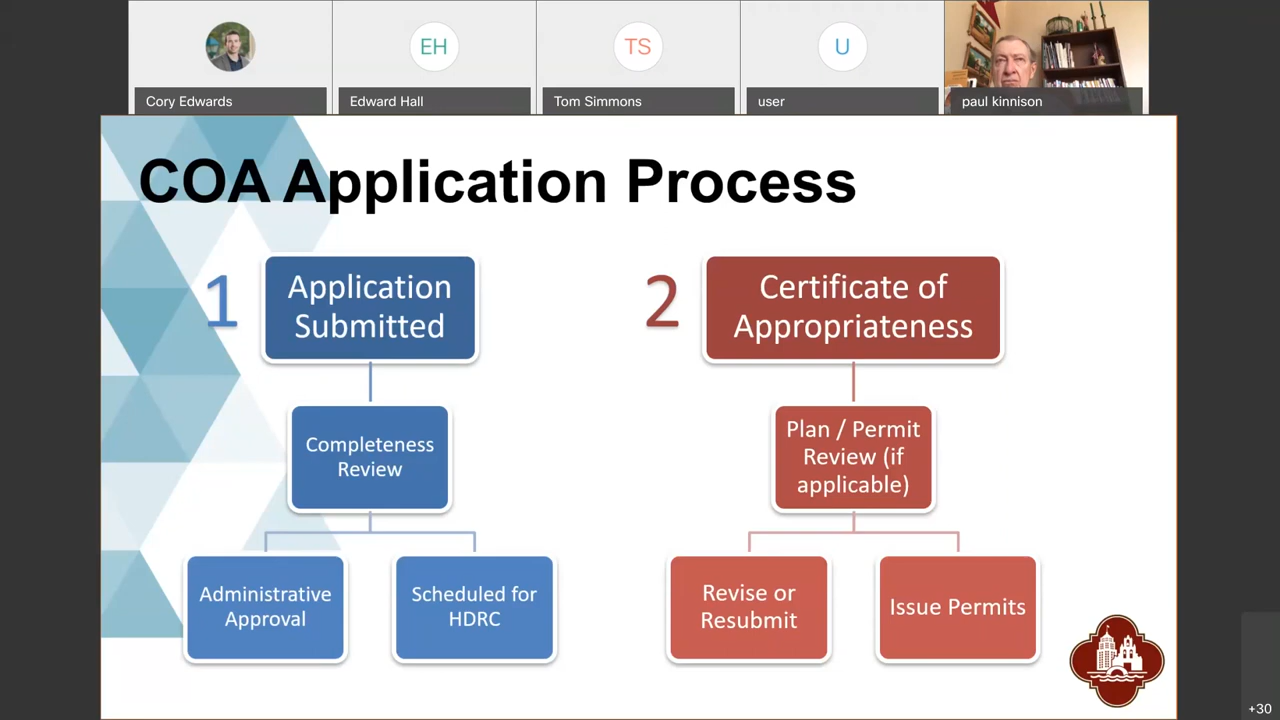 EH
TS
U
Cory Edwards
Edward Hall
Tom Simmons
user
paul kinnison
COA Application Process
1
Application
Submitted
Completeness
Review
Administrative
Approval
Scheduled for
HDRC
2
Certificate of
Appropriateness
Plan / Permit
Review (if
applicable)
Revise or
Resubmit
Issue Permits
+30